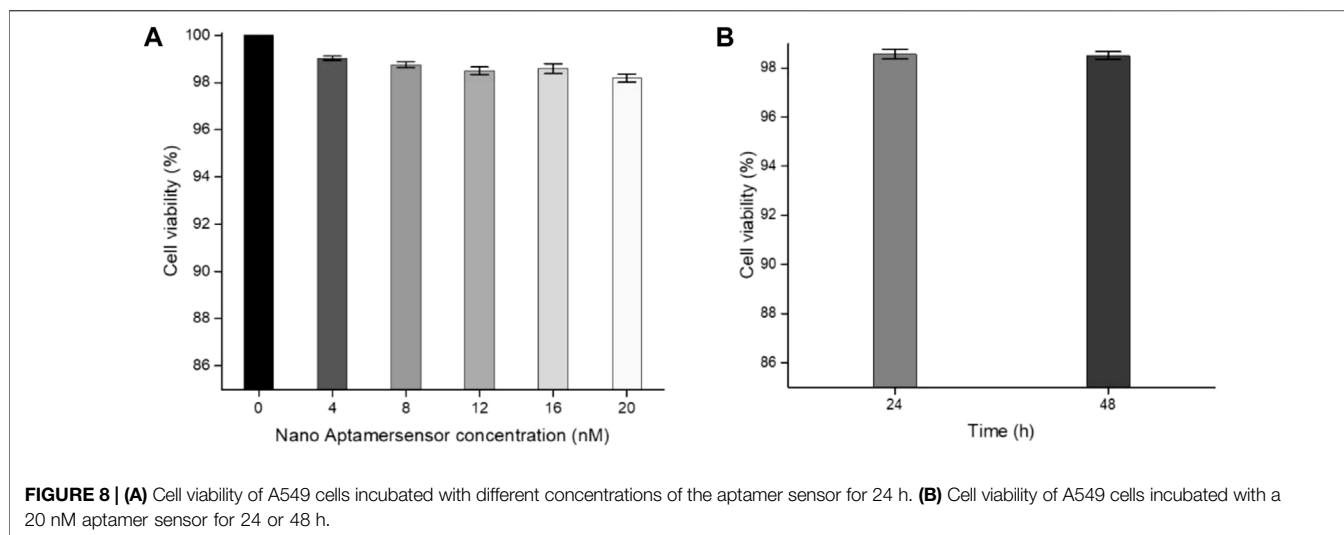 A
100
98
96
94
92
90
88
86
Cell viability (%)
0 4 8 12 16 20
Nano Aptamersensor concentration (nM)
B
98
96
94
92
90
88
86
Cell viability (%)
24 48
Time (h)
FIGURE 8 | (A) Cell viability of A549 cells incubated with different concentrations of the aptamer sensor for 24 h. (B) Cell viability of A549 cells incubated with a
20 nM aptamer sensor for 24 or 48 h.